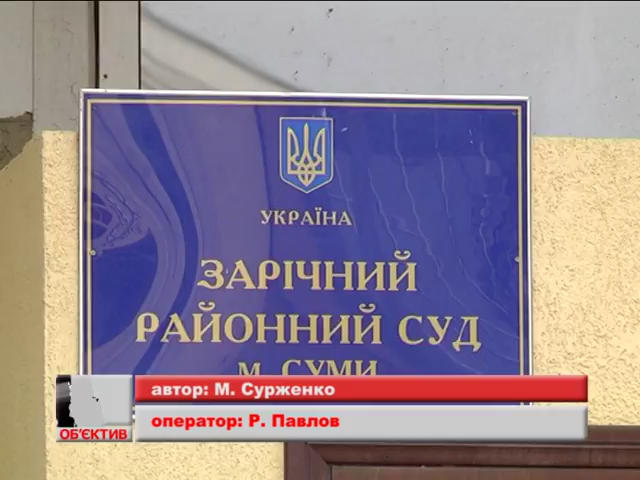 УКРАЇНА
ЗАРІЧНИЙ
РАЙОННИЙ СУД
м. СУМИ
автор: М. Сурженко
оператор: Р. Павлов
ОБ'ЄКТИВ